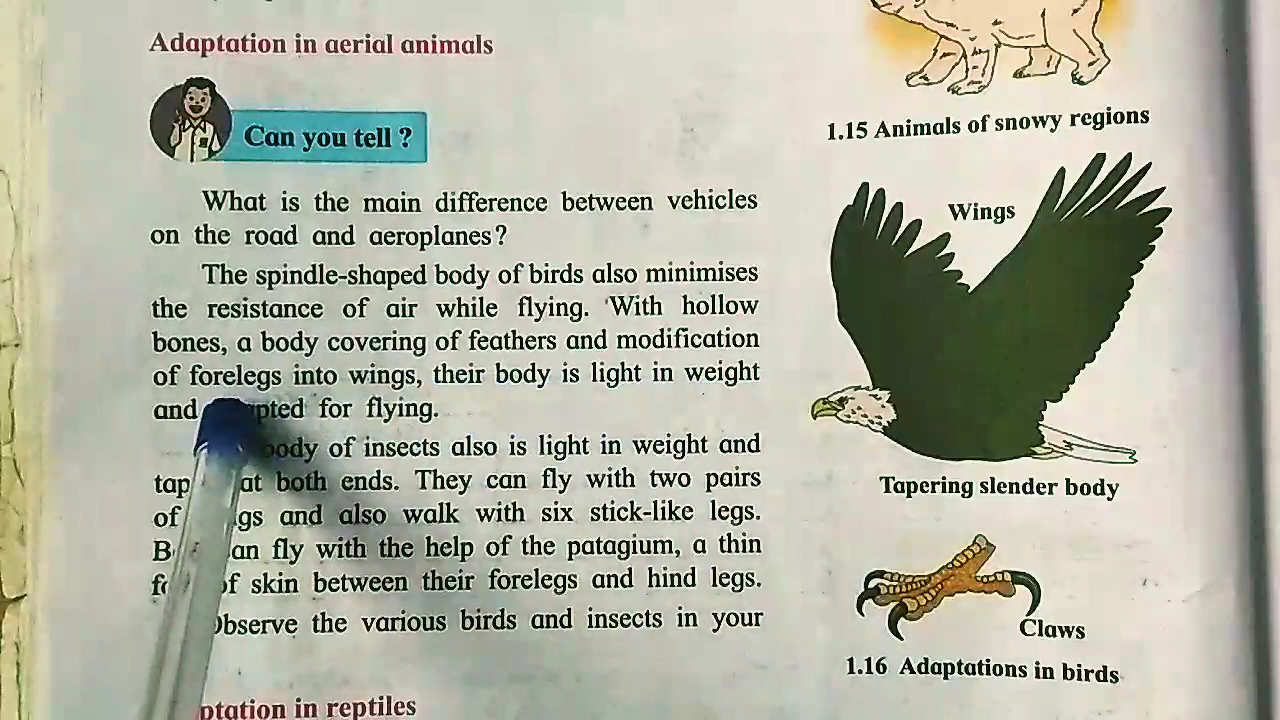 Adaptation in aerial animals
Can you tell ?
What is the main difference between vehicles
on the road and aeroplanes?
The spindle-shaped body of birds also minimises
the resistance of air while flying. With hollow
bones, a body covering of feathers and modification
of forelegs into wings, their body is light in weight
and for flying.
body of insects also is light in weight and
at both ends. They can fly with two pairs
of and also walk with six stick-like legs.
fly with the help of the patagium, a thin
of skin between their forelegs and hind legs.
Observe the various birds and insects in your
in reptiles
1.15 Animals of snowy regions
Wings
Tapering slender body
Claws
1.16 Adaptations in birds